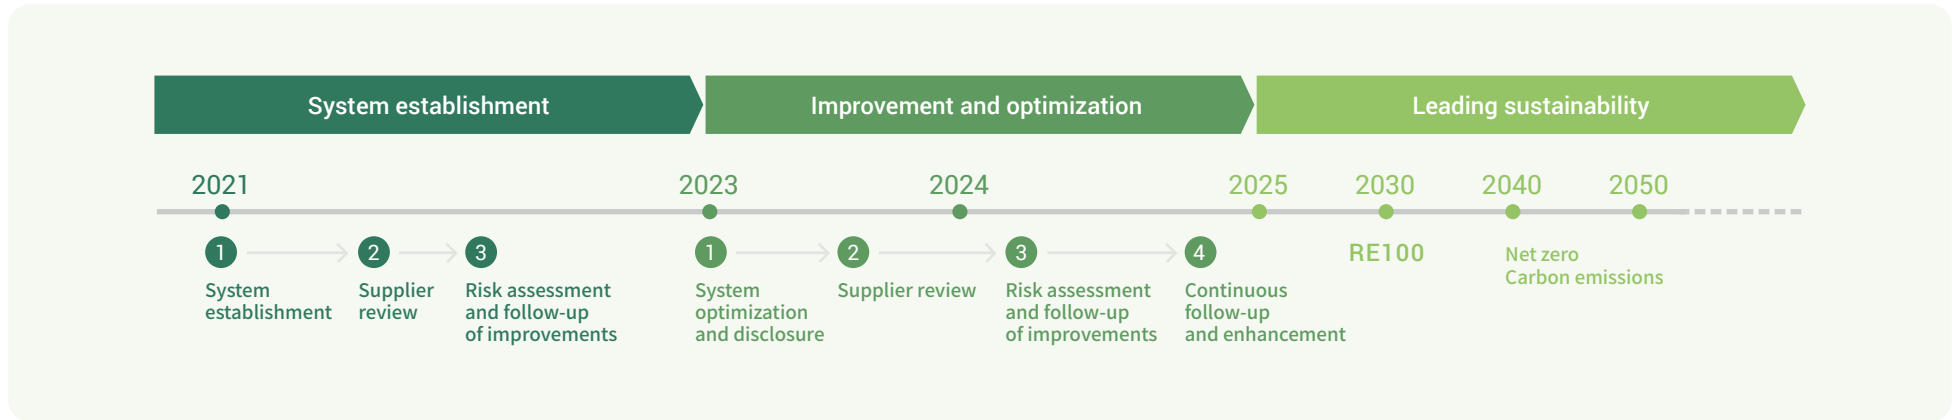 System establishment
Improvement and optimization
Leading sustainability
2021
2023
2024
2025
2030
2040
2050
1
System
establishment
2
Supplier
review
3
Risk assessment
and follow-up
of improvements
1
System
optimization
and disclosure
2
Supplier review
3
Risk assessment
and follow-up
of improvements
4
Continuous
follow-up
and enhancement
RE100
Net zero
Carbon emissions